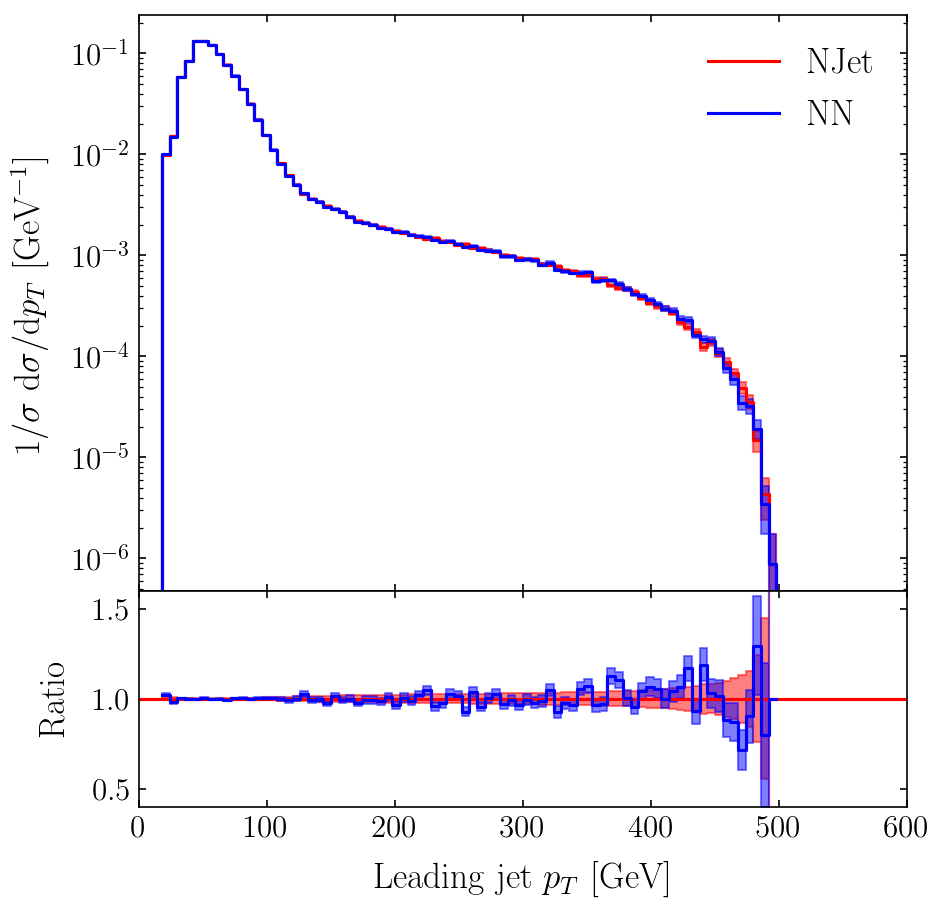 NJet
NN
1/σ dσ/dp_T [GeV⁻¹]
10⁻¹
10⁻²
10⁻³
10⁻⁴
10⁻⁵
10⁻⁶
Ratio
1.5
1.0
0.5
0 100 200 300 400 500 600
Leading jet p_T [GeV]